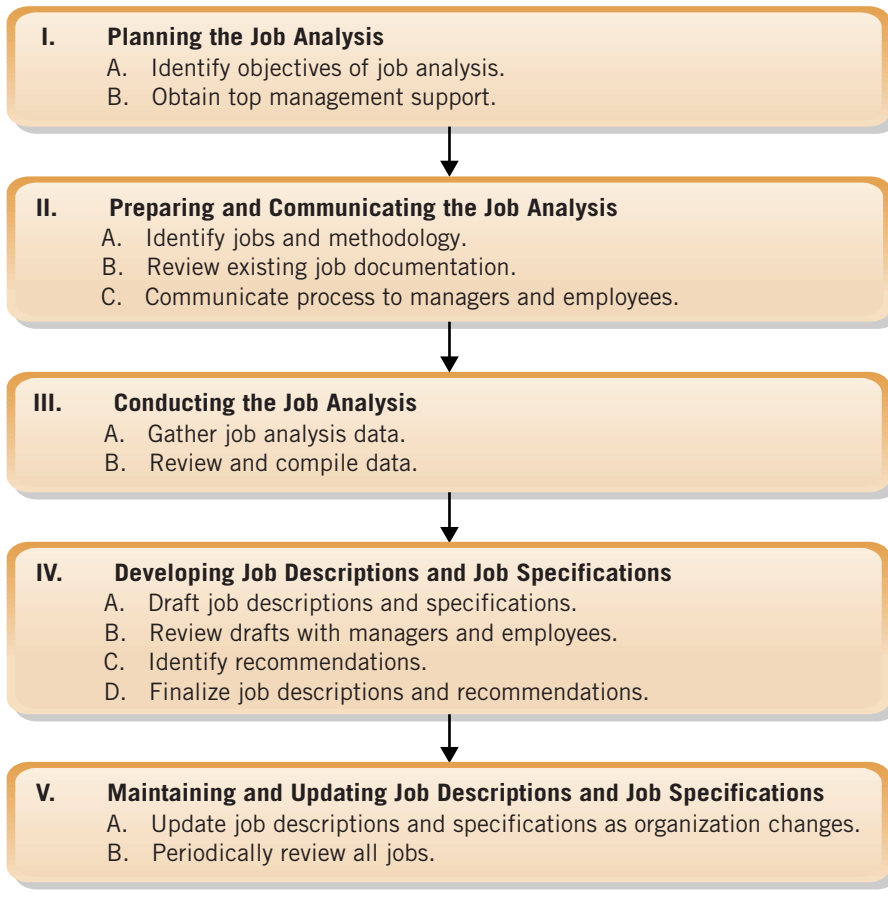 I. Planning the Job Analysis
A. Identify objectives of job analysis.
B. Obtain top management support.
II. Preparing and Communicating the Job Analysis
A. Identify jobs and methodology.
B. Review existing job documentation.
C. Communicate process to managers and employees.
III. Conducting the Job Analysis
A. Gather job analysis data.
B. Review and compile data.
IV. Developing Job Descriptions and Job Specifications
A. Draft job descriptions and specifications.
B. Review drafts with managers and employees.
C. Identify recommendations.
D. Finalize job descriptions and recommendations.
V. Maintaining and Updating Job Descriptions and Job Specifications
A. Update job descriptions and specifications as organization changes.
B. Periodically review all jobs.